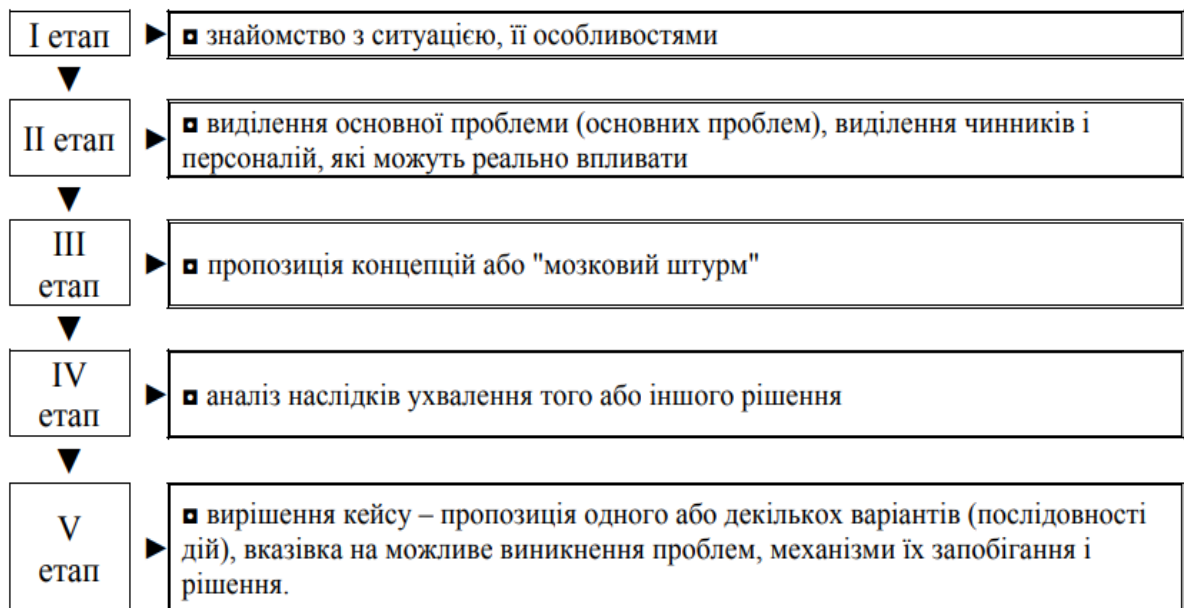 І етап
◘ знайомство з ситуацією, її особливостями
ІІ етап
◘ виділення основної проблеми (основних проблем), виділення чинників і
персоналій, які можуть реально впливати
ІІІ
етап
◘ пропозиція концепцій або "мозковий штурм"
IV
етап
◘ аналіз наслідків ухвалення того або іншого рішення
V
етап
◘ вирішення кейсу – пропозиція одного або декількох варіантів (послідовності
дій), вказівка на можливе виникнення проблем, механізми їх запобігання і
рішення.